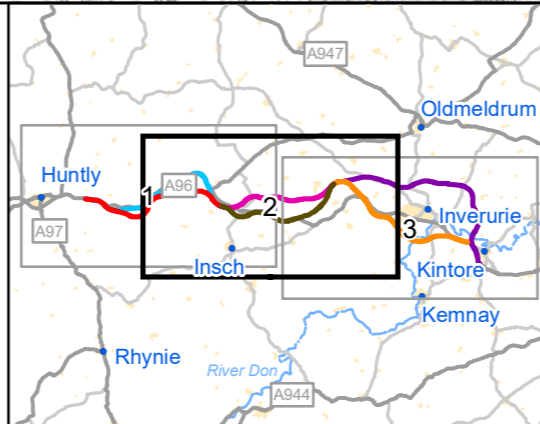 A947
Oldmeldrum
Huntly
1
A96
2
Inverurie
A97
3
Insch
Kintore
Kemnay
Rhynie
River Don
A944